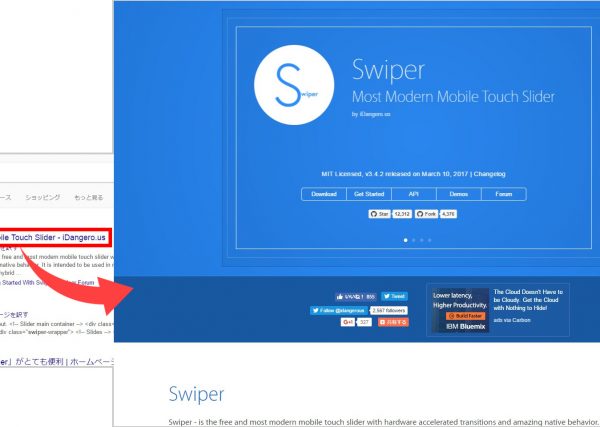 Swiper
Swiper
Most Modern Mobile Touch Slider
by iDangero.us
MIT Licensed, v3.4.2 released on March 10, 2017 | Changelog
Download Get Started API Demos Forum
Star 12,312 Fork 4,376
ース ショッピング もっと見る
ile Touch Slider - iDangero.us
を訳す
free and most modern mobile touch slider w
native behavior. It is intended to be used in
hybrid ...
Started With Swi Forum
ージを訳す
out <!-- Slider main container --> <div class=
div class="swiper-wrapper"> <!-- Slides -->
er』がとても便利 | ホームペー
いいね! 855 Tweet
Follow @idangerous 2,567 followers
G+1 327 共有する
Lower latency,
Higher Productivity.
Build Faster
IBM Bluemix
The Cloud Doesn't Have to
be Cloudy. Get the Cloud
with Nothing to Hide!
ads via Carbon
Swiper
Swiper - is the free and most modern mobile touch slider with hardware accelerated transitions and amazing native behavior.